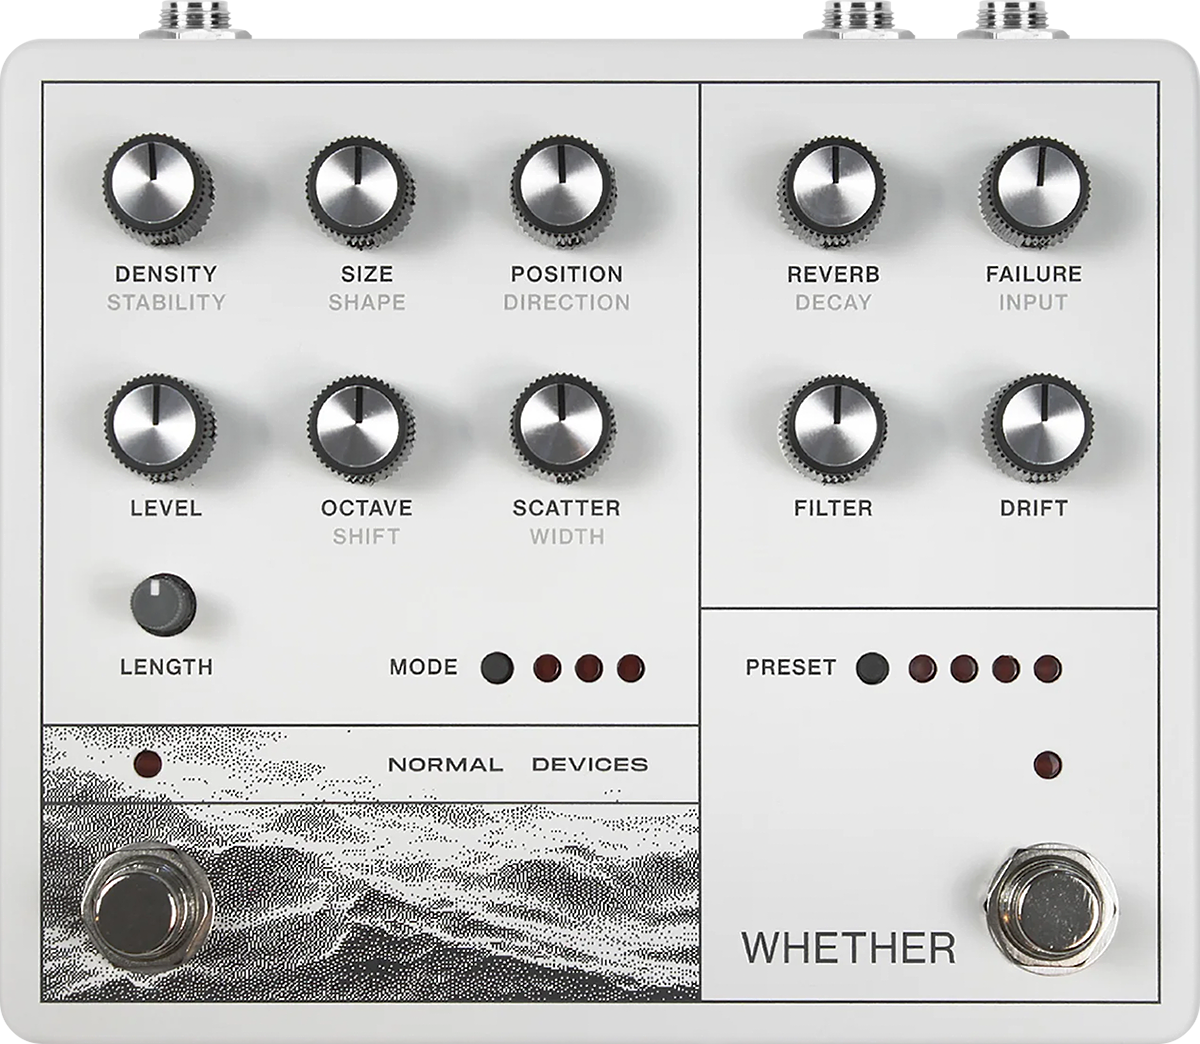 DENSITY SIZE POSITION REVERB FAILURE
STABILITY SHAPE DIRECTION DECAY INPUT
LEVEL OCTAVE SCATTER FILTER DRIFT
SHIFT WIDTH
LENGTH MODE PRESET
NORMAL DEVICES
WHETHER